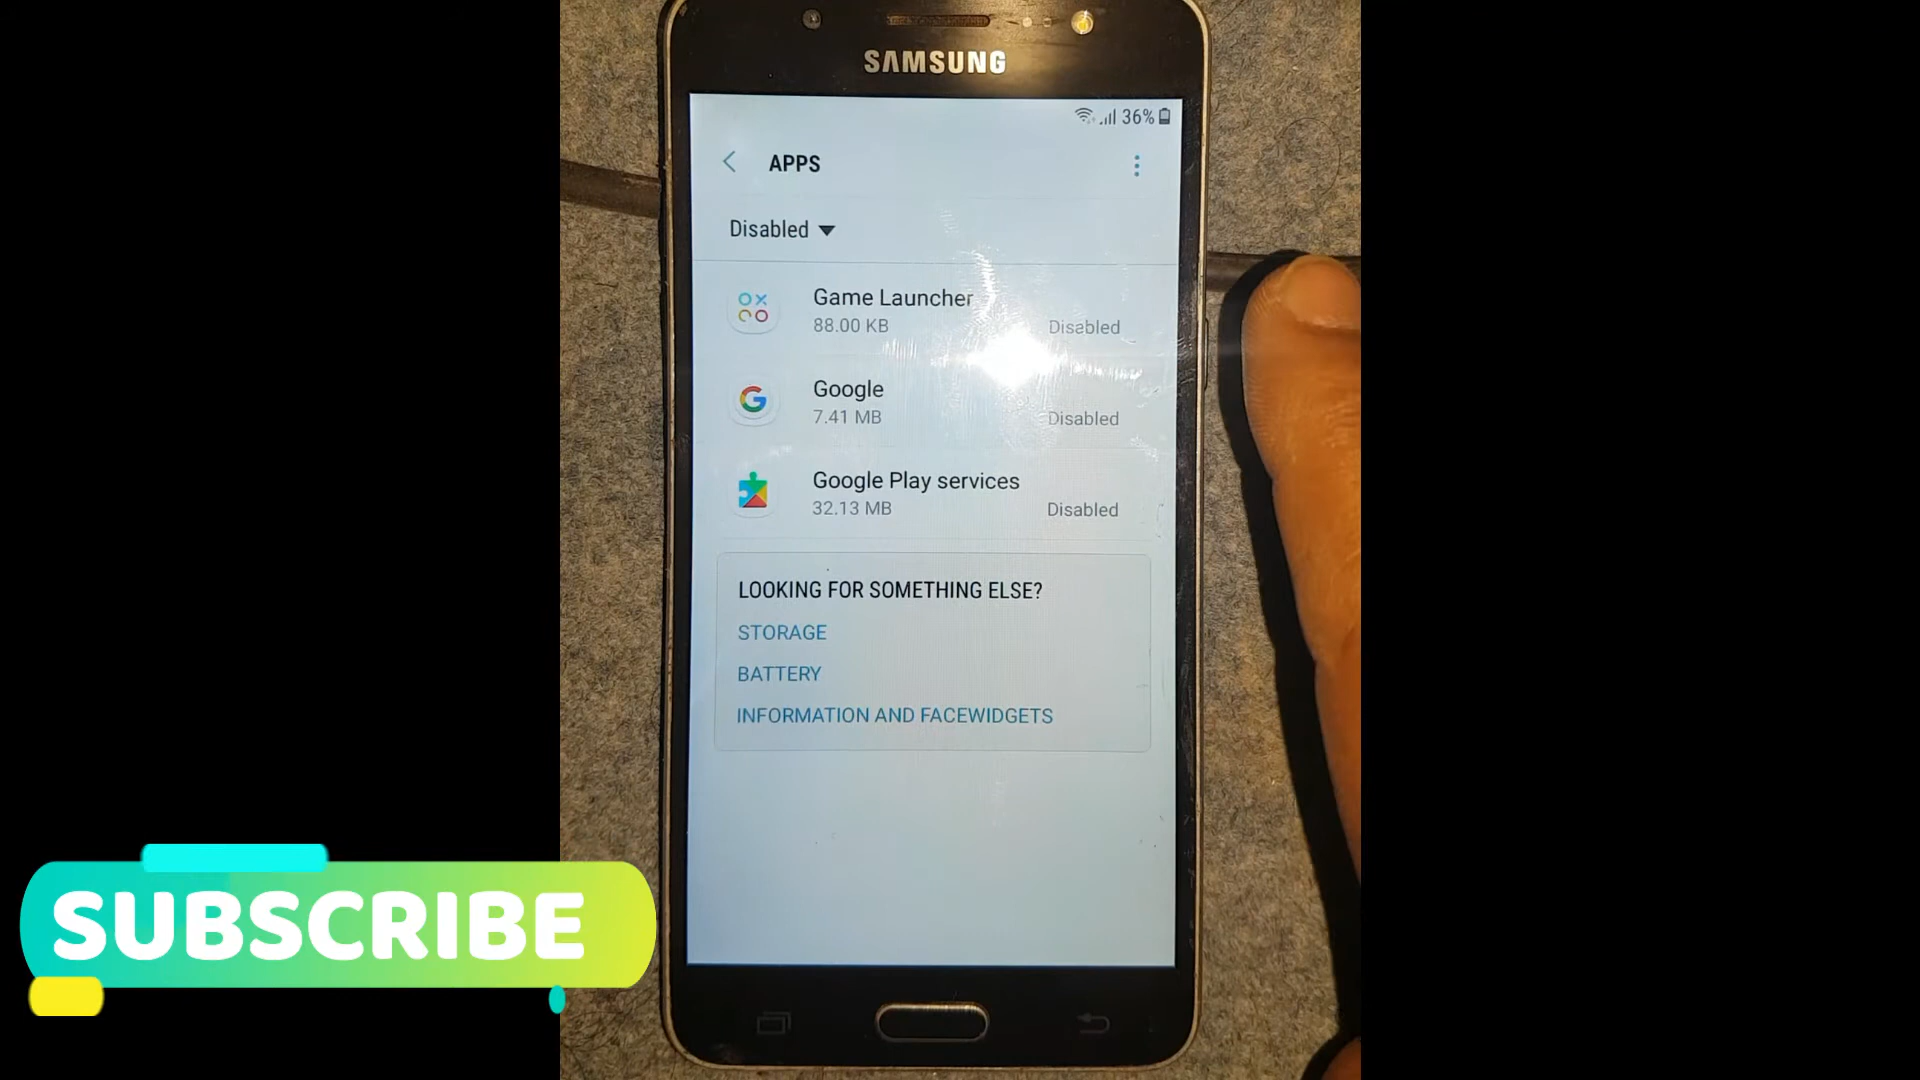 SAMSUNG
36%
APPS
Disabled
Game Launcher
88.00 KB
Disabled
Google
7.41 MB
Disabled
Google Play services
32.13 MB
Disabled
LOOKING FOR SOMETHING ELSE?
STORAGE
BATTERY
INFORMATION AND FACEWIDGETS
SUBSCRIBE